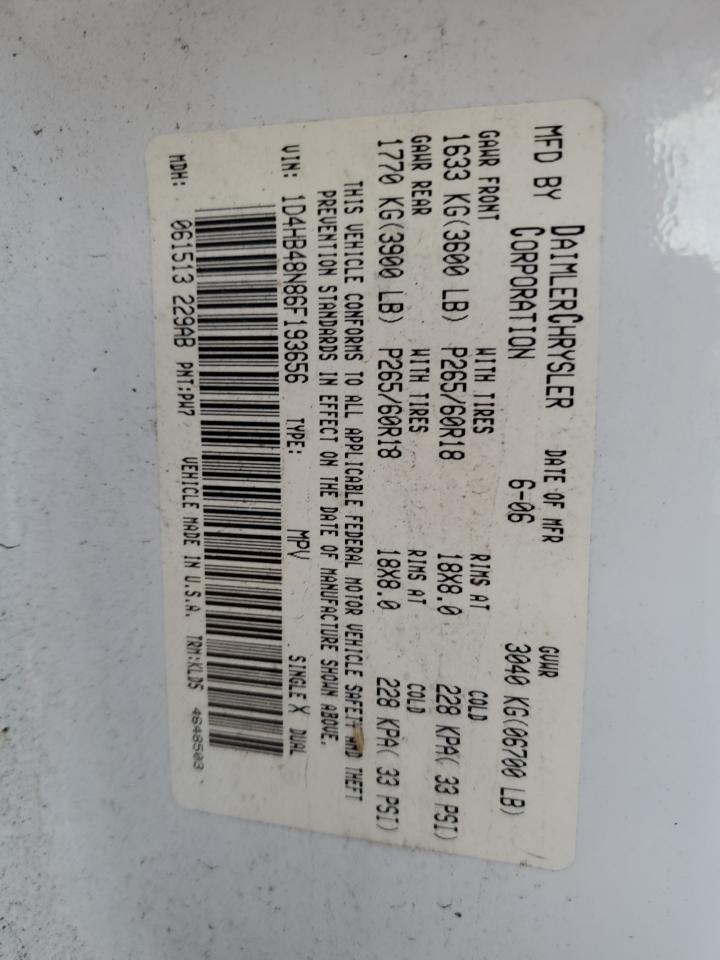 MFD BY DAIMLERCHRYSLER CORPORATION
DATE OF MFR
6-06
GVWR
3040 KG(06700 LB)
GAWR FRONT WITH TIRES RIMS AT COLD
1633 KG(3600 LB) P265/60R18 18X8.0 228 KPA( 33 PSI)
GAWR REAR WITH TIRES RIMS AT COLD
1770 KG(3900 LB) P265/60R18 18X8.0 228 KPA( 33 PSI)
THIS VEHICLE CONFORMS TO ALL APPLICABLE FEDERAL MOTOR VEHICLE SAFETY AND THEFT
PREVENTION STANDARDS IN EFFECT ON THE DATE OF MANUFACTURE SHOWN ABOVE.
VIN: 1D4HB48N86F193656 TYPE: MPV SINGLE X DUAL
MDH: 061513 229AB PNT:PW7 VEHICLE MADE IN U.S.A. TRM:KLD5 4648503